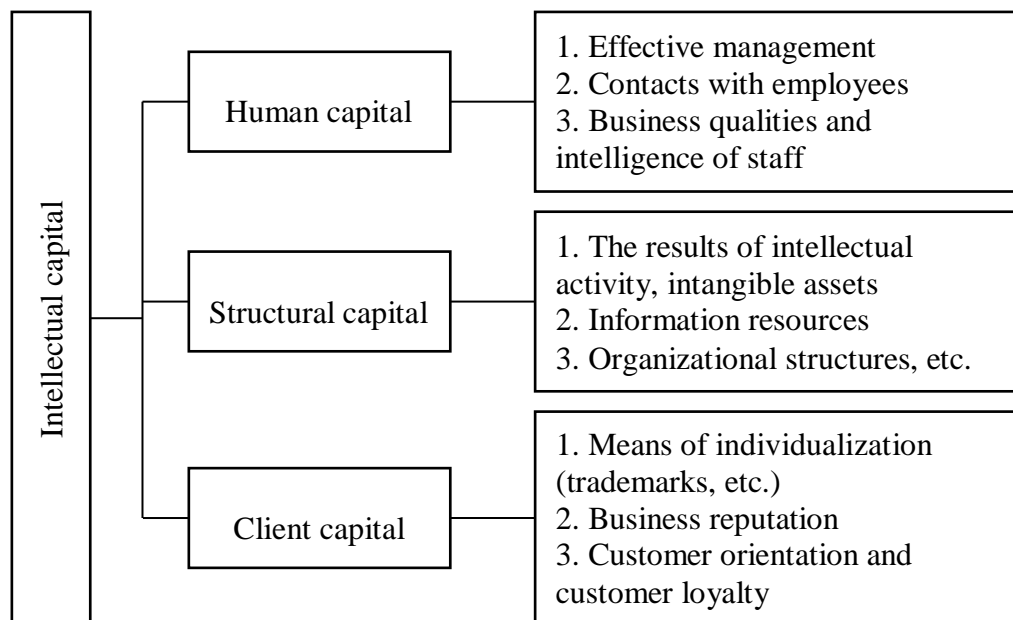 Intellectual capital
Human capital
1. Effective management
2. Contacts with employees
3. Business qualities and
intelligence of staff
Structural capital
1. The results of intellectual
activity, intangible assets
2. Information resources
3. Organizational structures, etc.
Client capital
1. Means of individualization
(trademarks, etc.)
2. Business reputation
3. Customer orientation and
customer loyalty